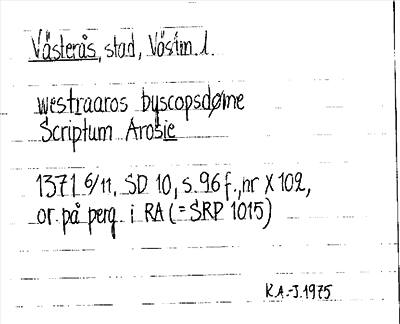 Västerås, stad, Västm. l.
westraaros byscopsdøme
Scriptum Arosie
1371 6/11, SD 10, s. 96 f., nr X 102,
or. på perg. i RA (= SRP 1015)
K.A.-J. 1975